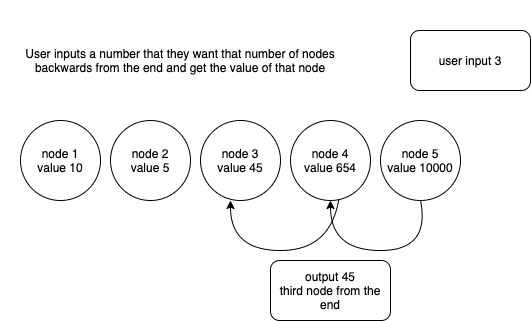 User inputs a number that they want that number of nodes
backwards from the end and get the value of that node
user input 3
node 1
value 10
node 2
value 5
node 3
value 45
node 4
value 654
node 5
value 10000
output 45
third node from the
end